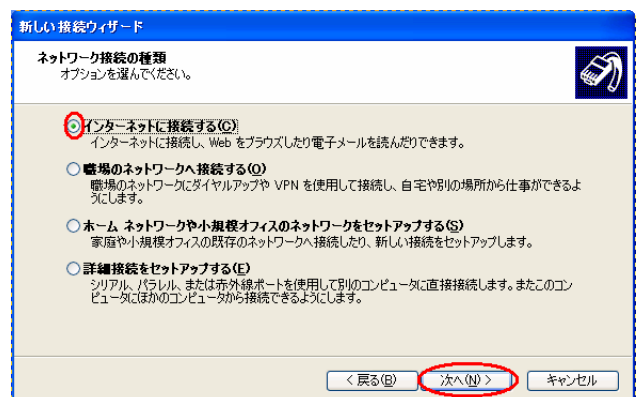 新しい接続ウィザード
ネットワーク接続の種類
オプションを選んでください。
インターネットに接続する(C)
インターネットに接続し、Web をブラウズしたり電子メールを読んだりできます。
職場のネットワークへ接続する(O)
職場のネットワークにダイヤルアップや VPN を使用して接続し、自宅や別の場所から仕事ができるよ
うにします。
ホーム ネットワークや小規模オフィスのネットワークをセットアップする(S)
家庭や小規模オフィスの既存のネットワークへ接続したり、新しい接続をセットアップします。
詳細接続をセットアップする(E)
シリアル、パラレル、または赤外線ポートを使用して別のコンピュータに直接接続します。またこのコン
ピュータにほかのコンピュータから接続できるようにします。
< 戻る(B) 次へ(N) > キャンセル